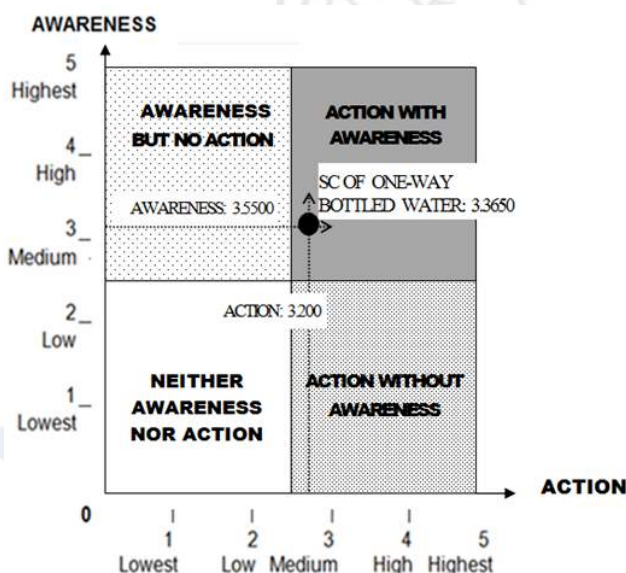 AWARENESS
5
Highest
AWARENESS
BUT NO ACTION
ACTION WITH
AWARENESS
4
High
SC OF ONE-WAY
BOTTLED WATER: 3.3650
AWARENESS: 3.5500
3
Medium
ACTION: 3.200
2
Low
NEITHER
AWARENESS
NOR ACTION
ACTION WITHOUT
AWARENESS
1
Lowest
ACTION
0
1 2 3 4 5
Lowest Low Medium High Highest